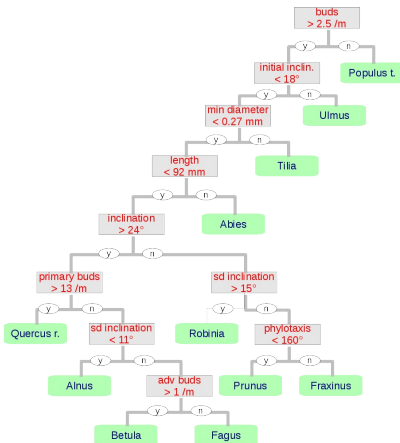 buds
> 2.5 /m
y n
Populus t.
initial inclin.
< 18°
y n
Ulmus
min diameter
< 0.27 mm
y n
Tilia
length
< 92 mm
y n
Abies
inclination
> 24°
y n
primary buds
> 13 /m
sd inclination
> 15°
y n
y n
Quercus r.
sd inclination
< 11°
Robinia
phylotaxis
< 160°
y n
y n
Alnus
adv buds
> 1 /m
Prunus
Fraxinus
y n
Betula
Fagus